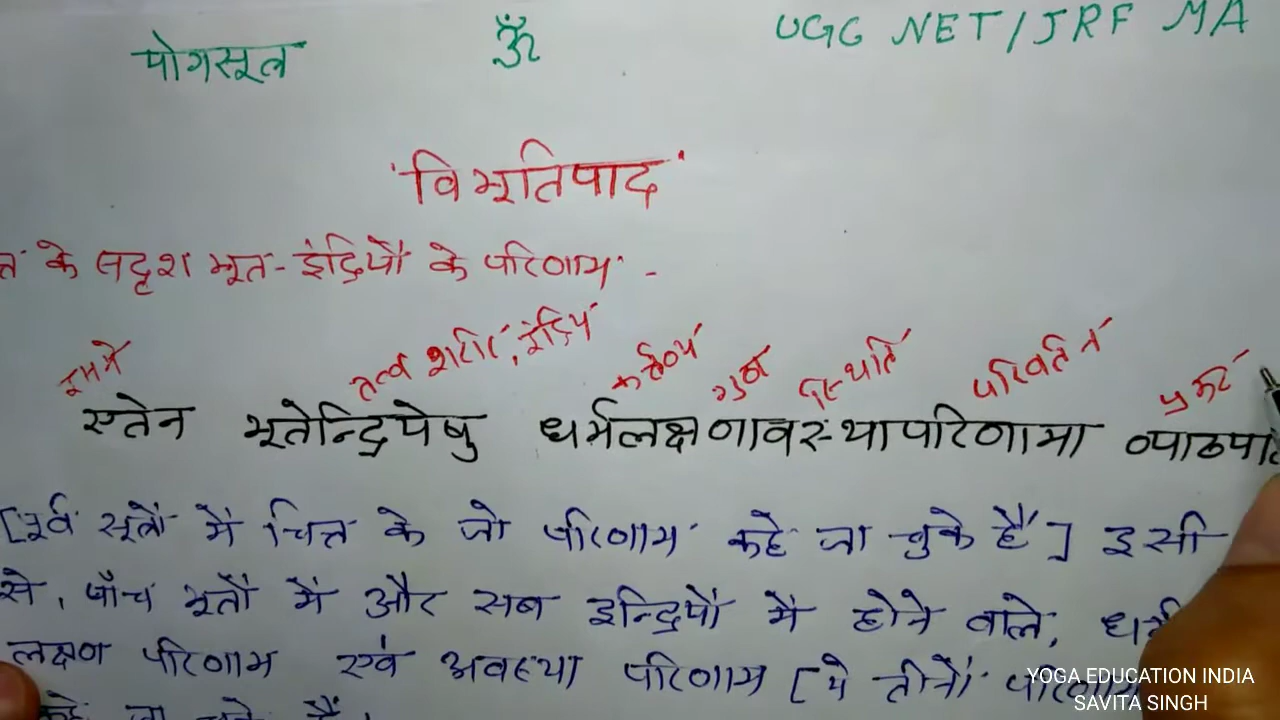 योगसूत्र ॐ UGC NET/JRF MA
'विभूतिपाद'
के सदृश भूत-इंद्रियों के परिणाम -
इसमें तत्व शरीर, इंद्रिय कर्तव्य गुण स्थिति परिवर्तन प्रकट
एतेन भूतेन्द्रियेषु धर्मलक्षणावस्थापरिणामा व्याख्या
[पूर्व सूत्रों में चित्त के जो परिणाम कहे जा चुके हैं] इसी
से, पाँच भूतों में और सब इन्द्रियों में होने वाले,
लक्षण परिणाम एवं अवस्था परिणाम [ये तीनों परिणाम
YOGA EDUCATION INDIA
SAVITA SINGH